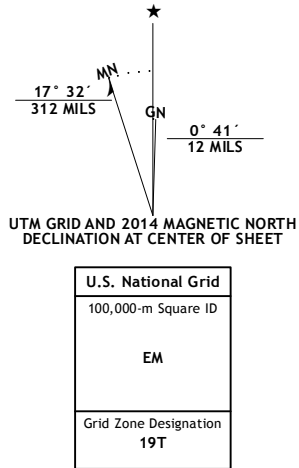 ★
MN
17° 32´
312 MILS
GN
0° 41´
12 MILS
UTM GRID AND 2014 MAGNETIC NORTH
DECLINATION AT CENTER OF SHEET
U.S. National Grid
100,000-m Square ID
EM
Grid Zone Designation
19T